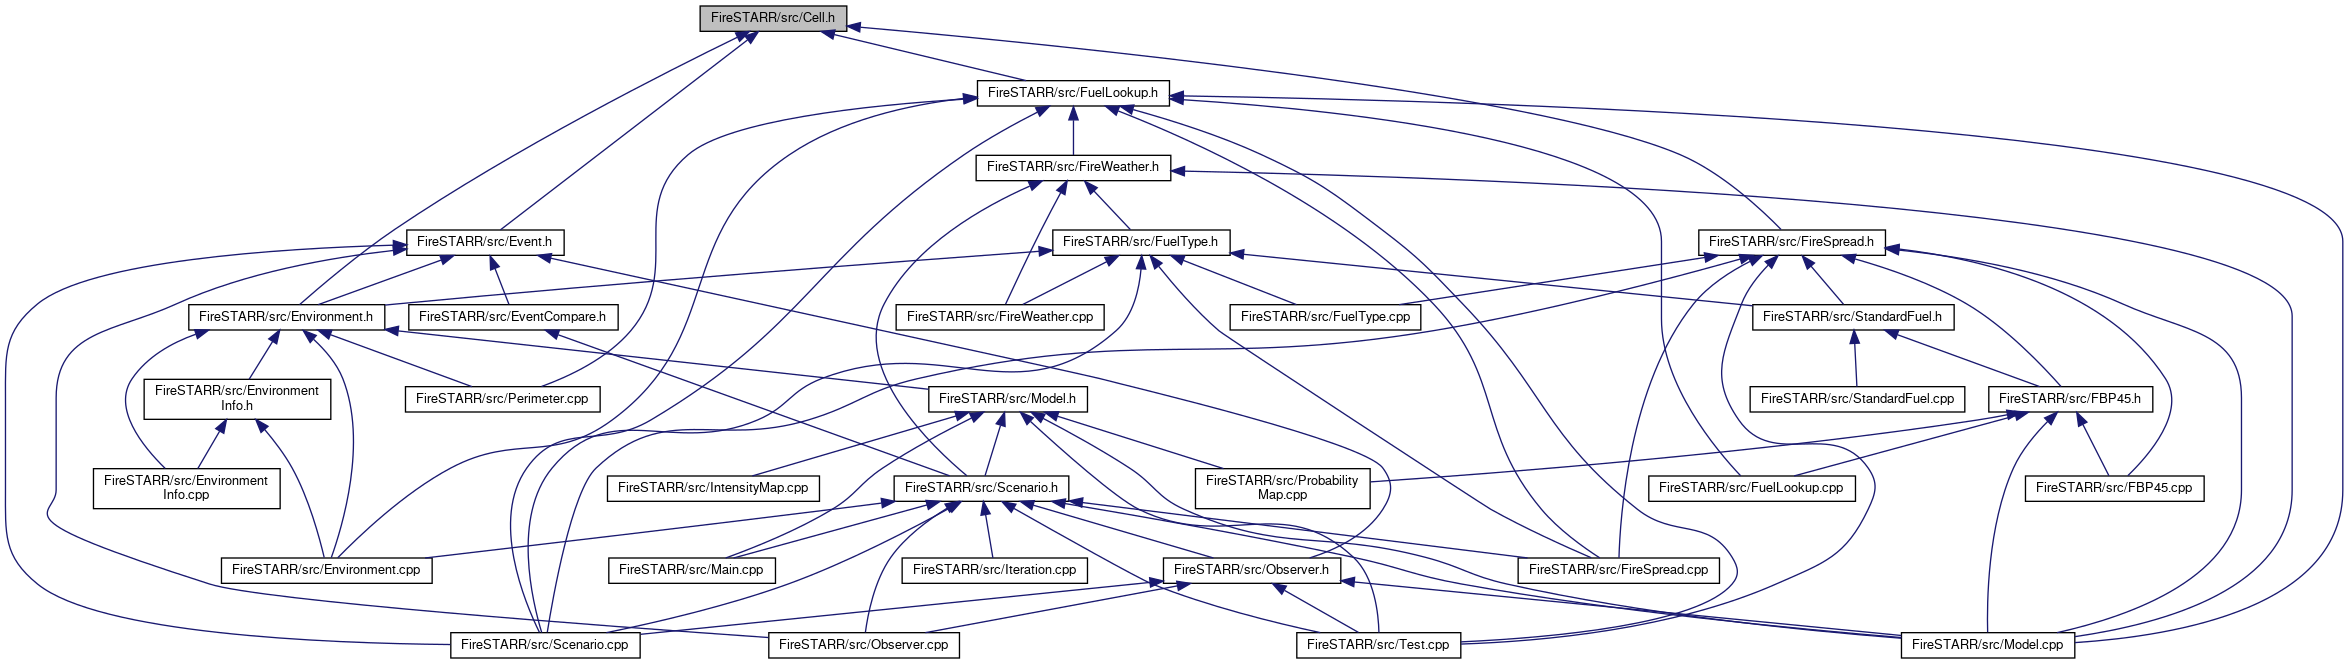 FireSTARR/src/Cell.h
FireSTARR/src/FuelLookup.h
FireSTARR/src/FireWeather.h
FireSTARR/src/Event.h
FireSTARR/src/FuelType.h
FireSTARR/src/FireSpread.h
FireSTARR/src/Environment.h
FireSTARR/src/EventCompare.h
FireSTARR/src/FireWeather.cpp
FireSTARR/src/FuelType.cpp
FireSTARR/src/StandardFuel.h
FireSTARR/src/Environment
Info.h
FireSTARR/src/Perimeter.cpp
FireSTARR/src/Model.h
FireSTARR/src/StandardFuel.cpp
FireSTARR/src/FBP45.h
FireSTARR/src/Environment
Info.cpp
FireSTARR/src/IntensityMap.cpp
FireSTARR/src/Scenario.h
FireSTARR/src/Probability
Map.cpp
FireSTARR/src/FuelLookup.cpp
FireSTARR/src/FBP45.cpp
FireSTARR/src/Environment.cpp
FireSTARR/src/Main.cpp
FireSTARR/src/Iteration.cpp
FireSTARR/src/Observer.h
FireSTARR/src/FireSpread.cpp
FireSTARR/src/Scenario.cpp
FireSTARR/src/Observer.cpp
FireSTARR/src/Test.cpp
FireSTARR/src/Model.cpp